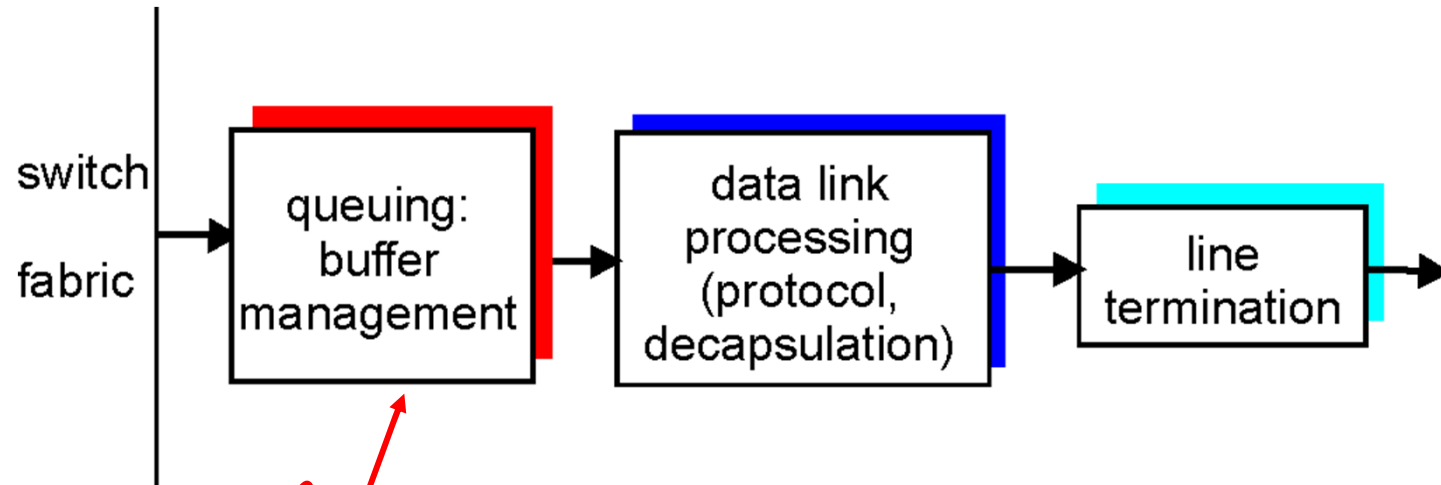 switch
fabric
queuing:
buffer
management
data link
processing
(protocol,
decapsulation)
line
termination